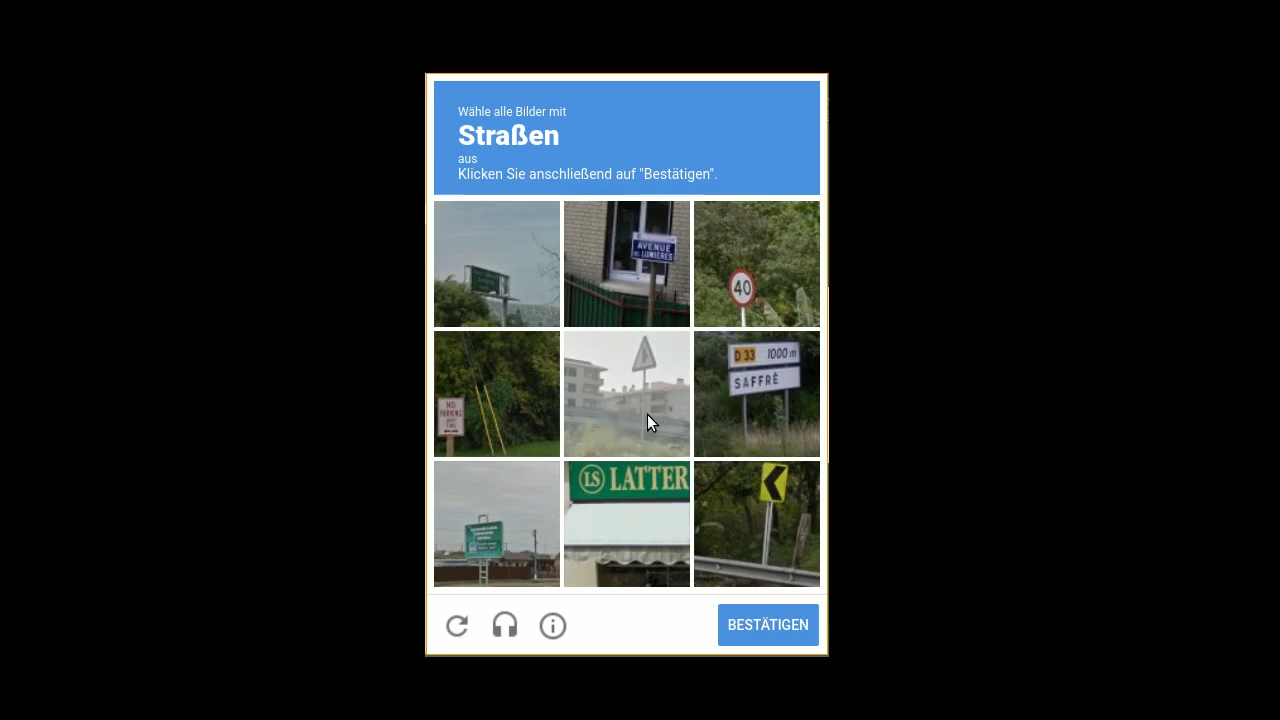 Wähle alle Bilder mit
Straßen
aus
Klicken Sie anschließend auf "Bestätigen".
AVENUE
LUMIERES
40
NO
PARKING
D 33 1000 m
SAFFRÉ
LS LATTER
BESTÄTIGEN